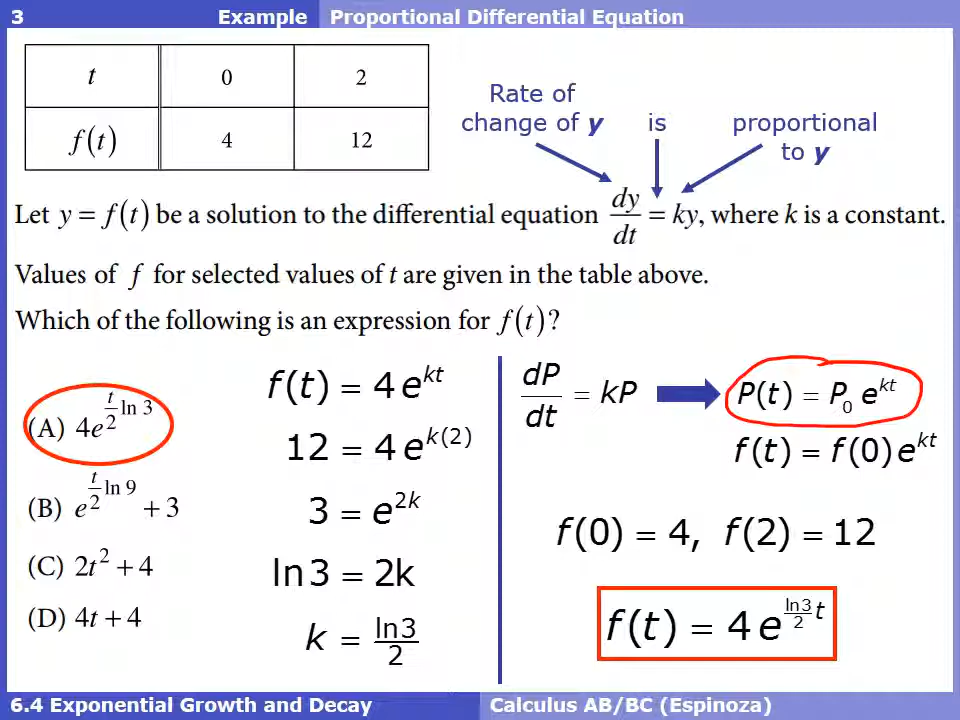 3 Example Proportional Differential Equation
t 0 2
f(t) 4 12
Rate of
change of y is proportional
to y
Let y = f(t) be a solution to the differential equation dy/dt = ky, where k is a constant.
Values of f for selected values of t are given in the table above.
Which of the following is an expression for f(t)?
(A) 4e^(t/2 ln 3)
(B) e^(t/2 ln 9) + 3
(C) 2t² + 4
(D) 4t + 4
f(t) = 4e^(kt)
12 = 4e^(k(2))
3 = e^(2k)
ln3 = 2k
k = ln3/2
dP/dt = kP
P(t) = P₀ e^(kt)
f(t) = f(0)e^(kt)
f(0) = 4, f(2) = 12
f(t) = 4e^(ln3/2 t)
6.4 Exponential Growth and Decay Calculus AB/BC (Espinoza)